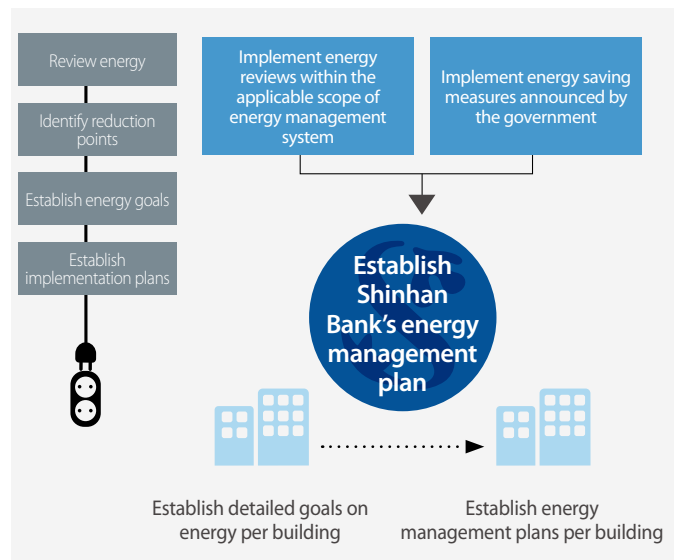 Review energy
Identify reduction
points
Establish energy goals
Establish
implementation plans
Implement energy
reviews within the
applicable scope of
energy management
system
Implement energy saving
measures announced by
the government
Establish
Shinhan
Bank's energy
management
plan
Establish detailed goals on
energy per building
Establish energy
management plans per building